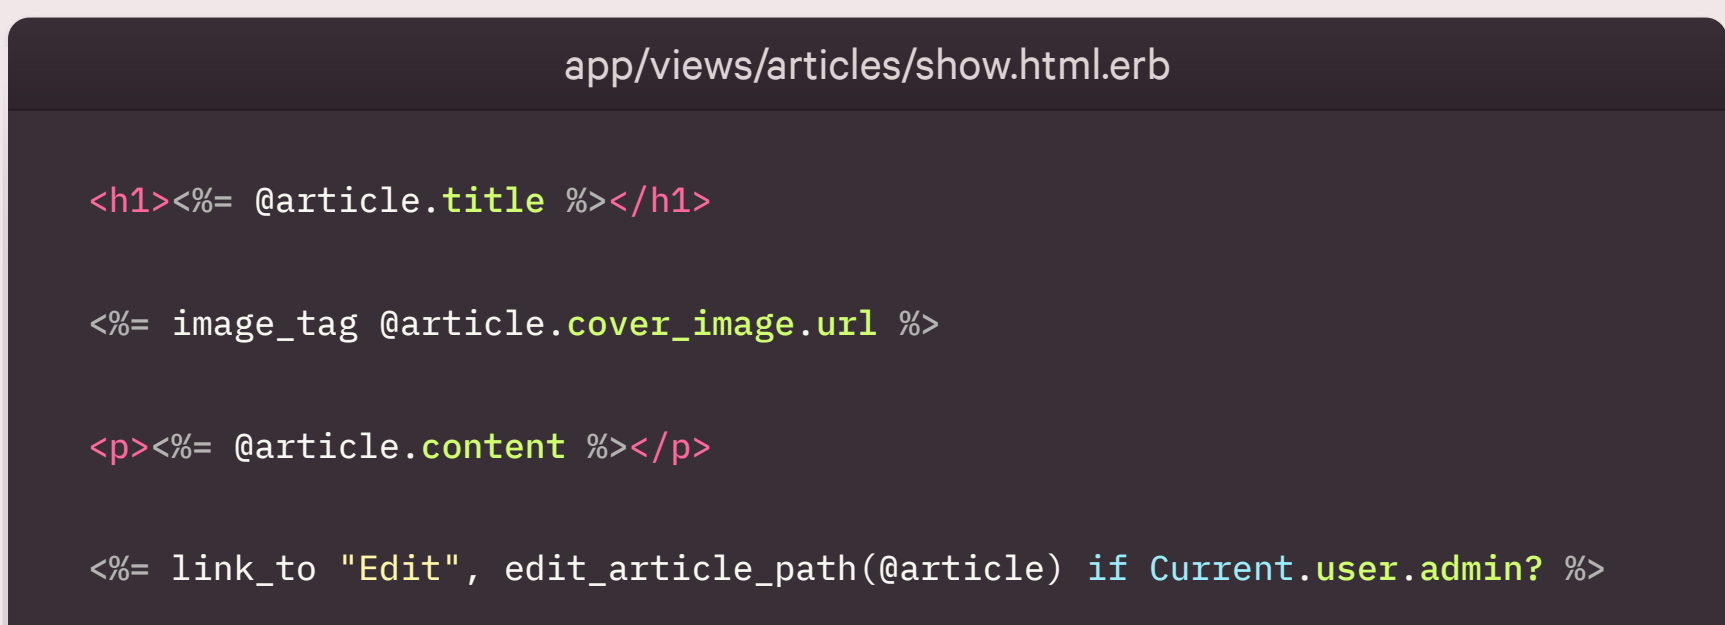 app/views/articles/show.html.erb
<h1><%= @article.title %></h1>
<%= image_tag @article.cover_image.url %>
<p><%= @article.content %></p>
<%= link_to "Edit", edit_article_path(@article) if Current.user.admin? %>